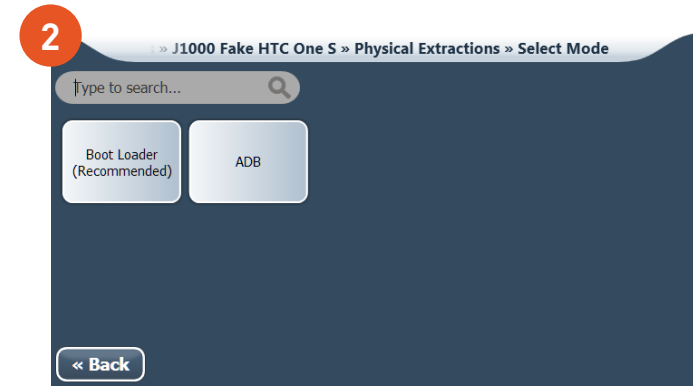 2
» J1000 Fake HTC One S » Physical Extractions » Select Mode
Type to search...
Boot Loader
(Recommended)
ADB
« Back